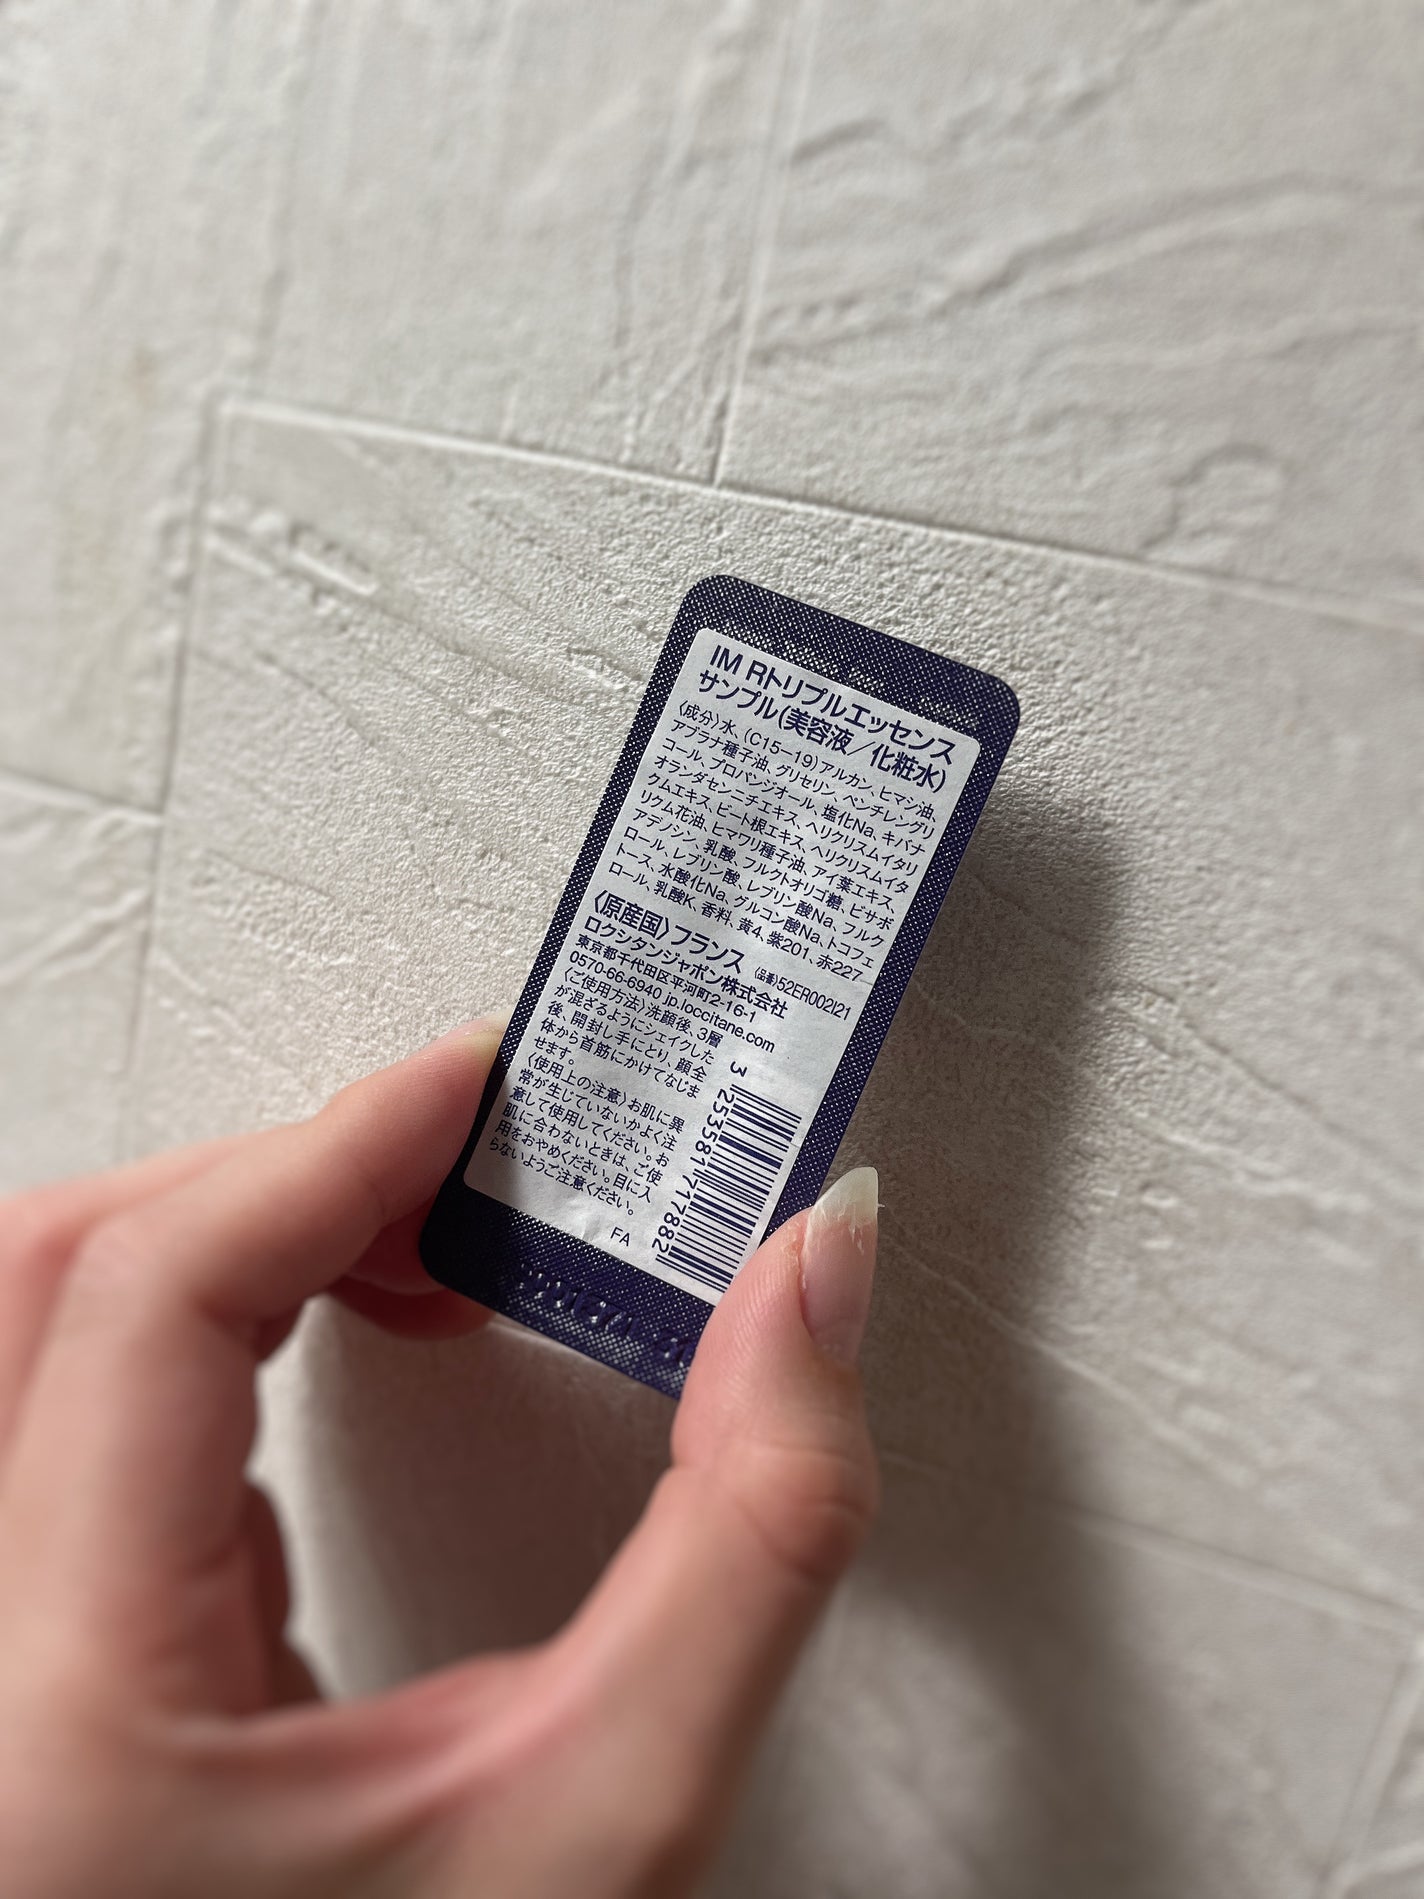 IM Rトリプルエッセンス
サンプル(美容液／化粧水)
〈成分〉水、(C15–19)アルカン、ヒマシ油、
アブラナ種子油、グリセリン、ペンチレングリ
コール、プロパンジオール、塩化Na、キバナ
オランダセンニチエキス、ヘリクリスムイタリ
クムエキス、ビート根エキス、ヘリクリスムイタ
リクム花油、ヒマワリ種子油、アイ葉エキス、
アデノシン、乳酸、フルクトオリゴ糖、ビサボ
ロール、レブリン酸、レブリン酸Na、フルク
トース、水酸化Na、グルコン酸Na、トコフェ
ロール、乳酸K、香料、黄4、紫201、赤227
〈原産国〉フランス 〈品番〉52ER002I21
ロクシタンジャポン株式会社
東京都千代田区平河町2-16-1
0570-66-6940 jp.loccitane.com
〈ご使用方法〉洗顔後、3層
が混ざるようにシェイクした
後、開封し手にとり、顔全
体から首筋にかけてなじま
せます。
〈使用上の注意〉お肌に異
常が生じていないかよく注
意して使用してください。お
肌に合わないときは、ご使
用をおやめください。目に入
らないようご注意ください。
FA
3 253581 717882